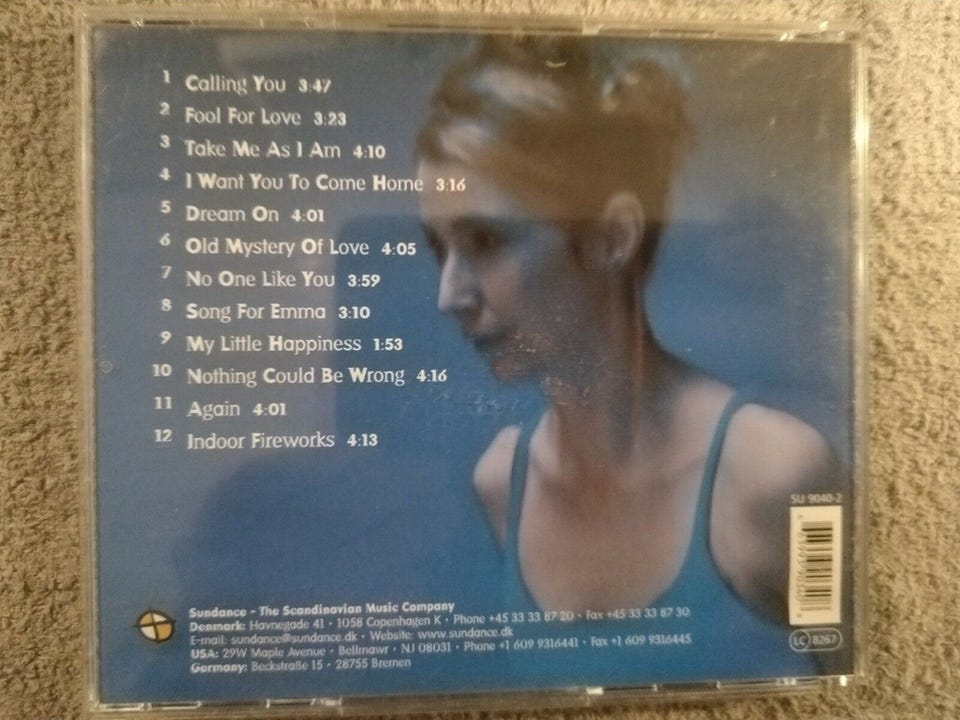 1 Calling You 3:47
2 Fool For Love 3:23
3 Take Me As I Am 4:10
4 I Want You To Come Home 3:16
5 Dream On 4:01
6 Old Mystery Of Love 4:05
7 No One Like You 3:59
8 Song For Emma 3:10
9 My Little Happiness 1:53
10 Nothing Could Be Wrong 4:16
11 Again 4:01
12 Indoor Fireworks 4:13
SU 9040-2
Sundance - The Scandinavian Music Company
Denmark: Havnegade 41 · 1058 Copenhagen K · Phone +45 33 33 87 20 · Fax +45 33 33 87 30
E-mail: sundance@sundance.dk · Website: www.sundance.dk
USA: 29W Maple Avenue · Bellmawr · NJ 08031 · Phone +1 609 9316441 · Fax +1 609 9316445
Germany: Beckstraße 15 · 28755 Bremen
LC 8267